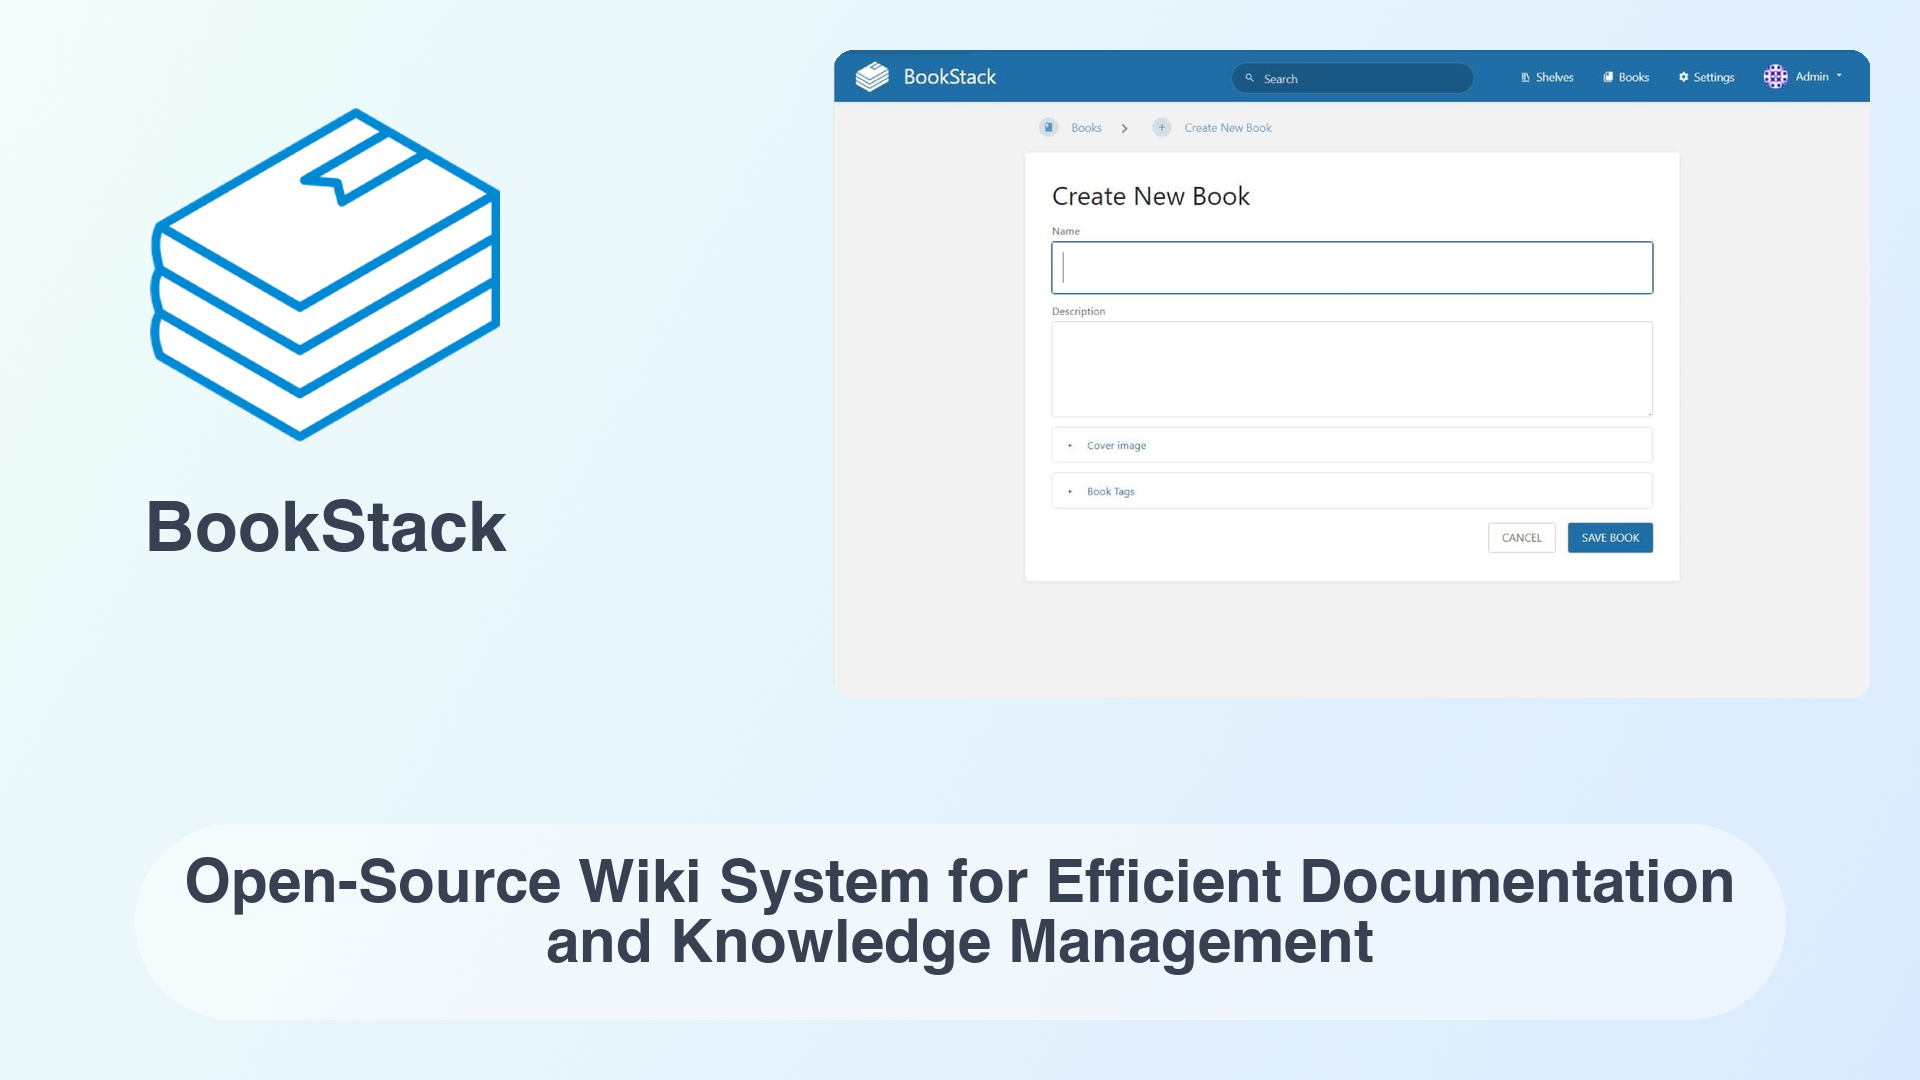 BookStack
BookStack
Search
Shelves
Books
Settings
Admin
Books
Create New Book
Create New Book
Name
Description
Cover image
Book Tags
CANCEL
SAVE BOOK
Open-Source Wiki System for Efficient Documentation
and Knowledge Management